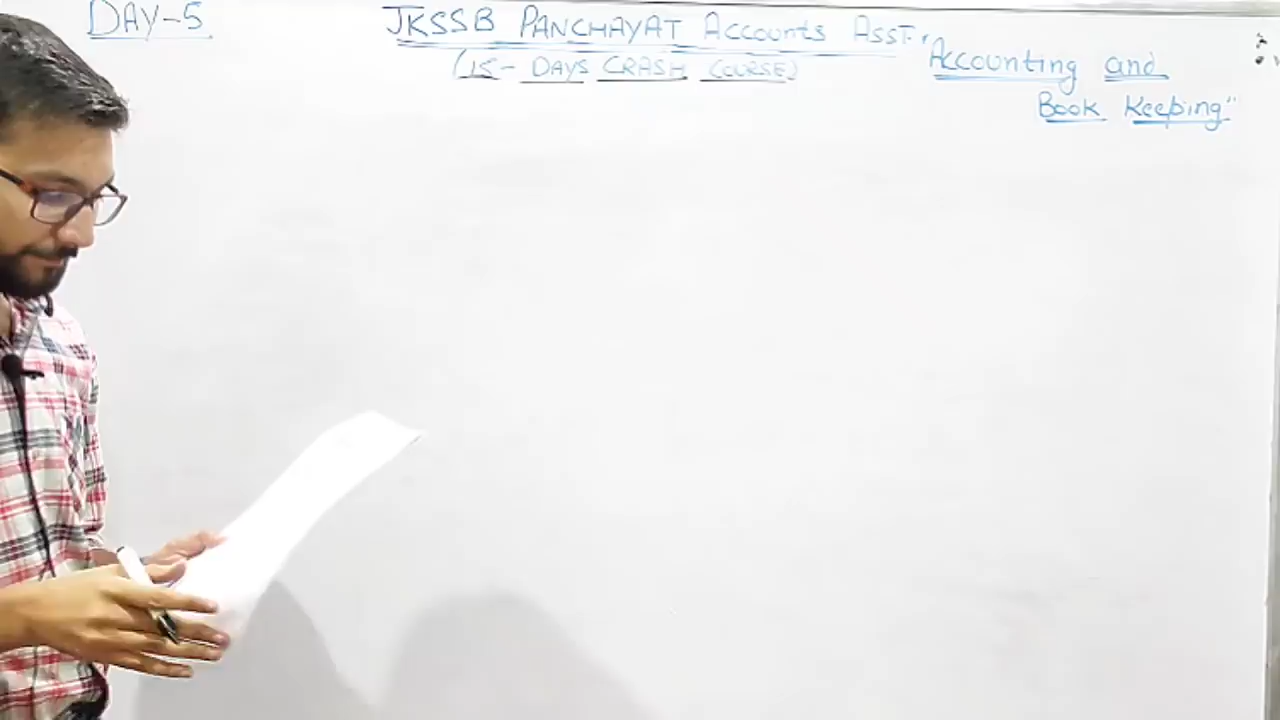 DAY-5
JKSSB PANCHAYAT Accounts ASST.
(15- DAYS CRASH COURSE)
"Accounting and
Book Keeping"